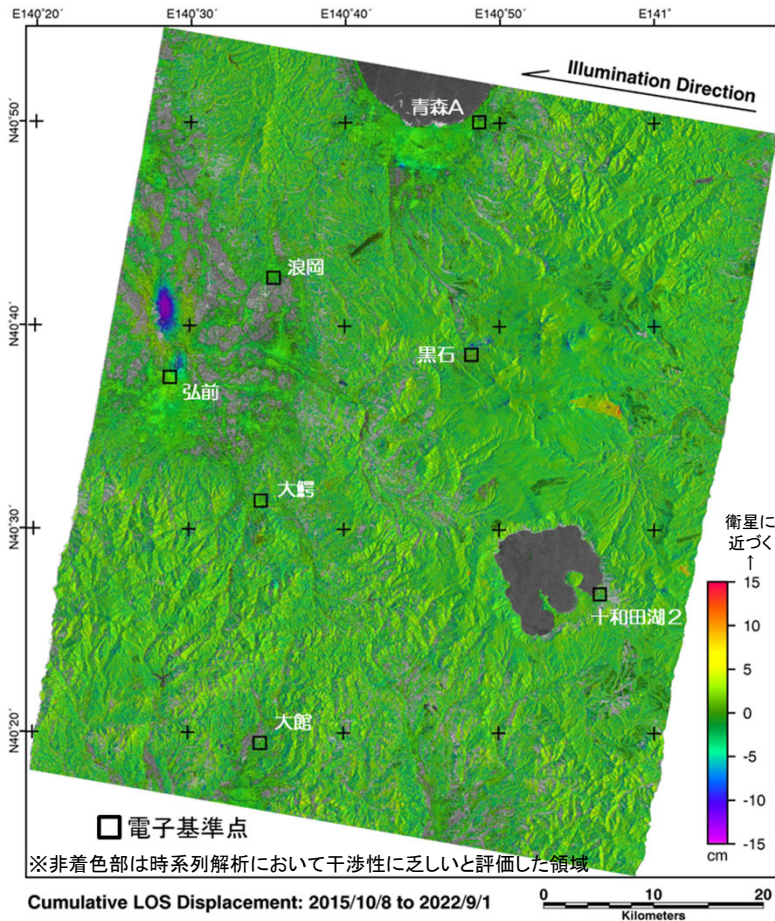 E140°20' E140°30' E140°40' E140°50' E141°
Illumination Direction
青森A
N40°50'
浪岡
N40°40'
黒石
弘前
大鰐
N40°30'
衛星に
近づく
↑
15
十和田湖2
10
5
0
-5
-10
-15
cm
N40°20'
大館
電子基準点
※非着色部は時系列解析において干渉性に乏しいと評価した領域
Cumulative LOS Displacement: 2015/10/8 to 2022/9/1
0 10 20
Kilometers